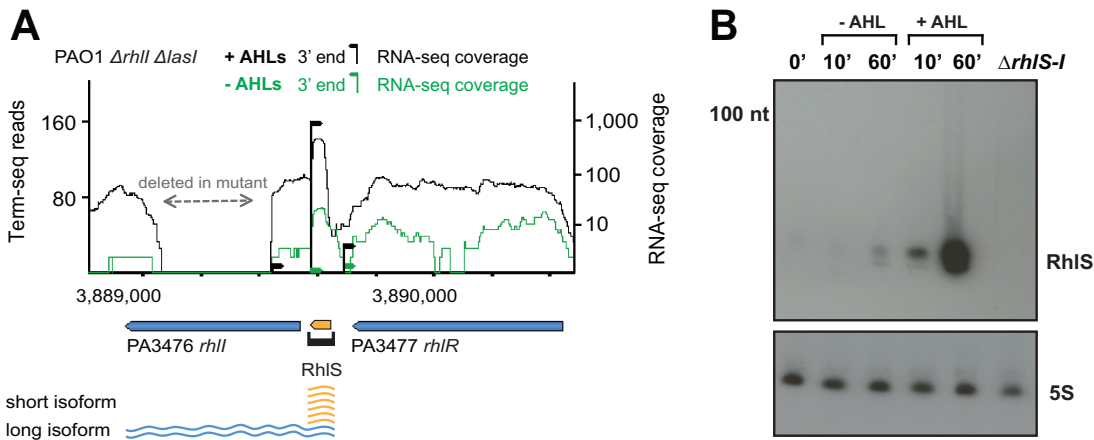 A
PAO1 ΔrhlI ΔlasI
+ AHLs 3' end RNA-seq coverage
- AHLs 3' end RNA-seq coverage
Term-seq reads
160
80
deleted in mutant
1,000
100
10
RNA-seq coverage
3,889,000
3,890,000
PA3476 rhlI
PA3477 rhlR
RhlS
short isoform
long isoform
B
- AHL + AHL
0’ 10’ 60’ 10’ 60’ ΔrhlS-I
100 nt
RhlS
5S